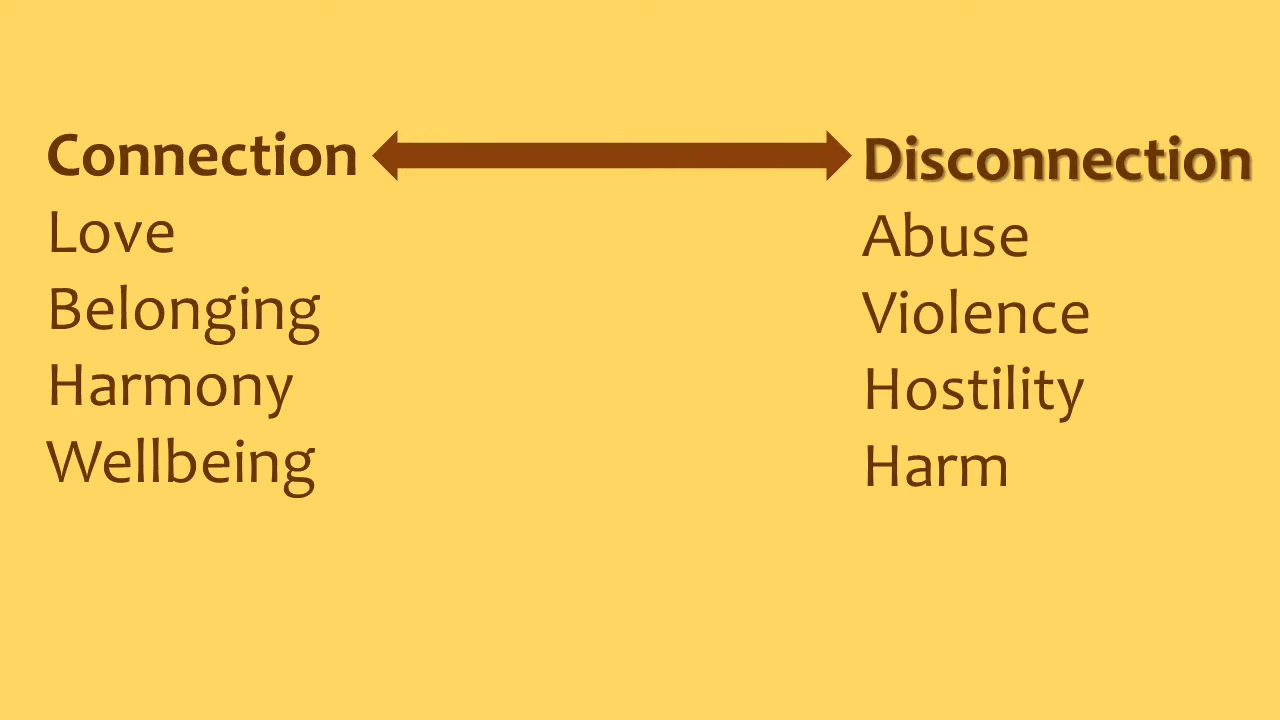 Connection
Love
Belonging
Harmony
Wellbeing
Disconnection
Abuse
Violence
Hostility
Harm